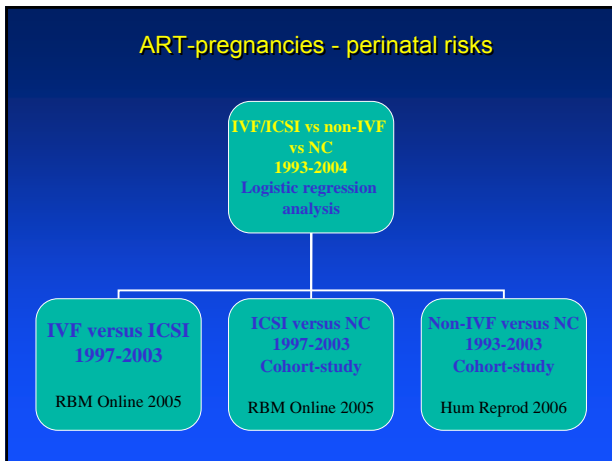 ART-pregnancies - perinatal risks
IVF/ICSI vs non-IVF
vs NC
1993-2004
Logistic regression
analysis
IVF versus ICSI
1997-2003
RBM Online 2005
ICSI versus NC
1997-2003
Cohort-study
RBM Online 2005
Non-IVF versus NC
1993-2003
Cohort-study
Hum Reprod 2006